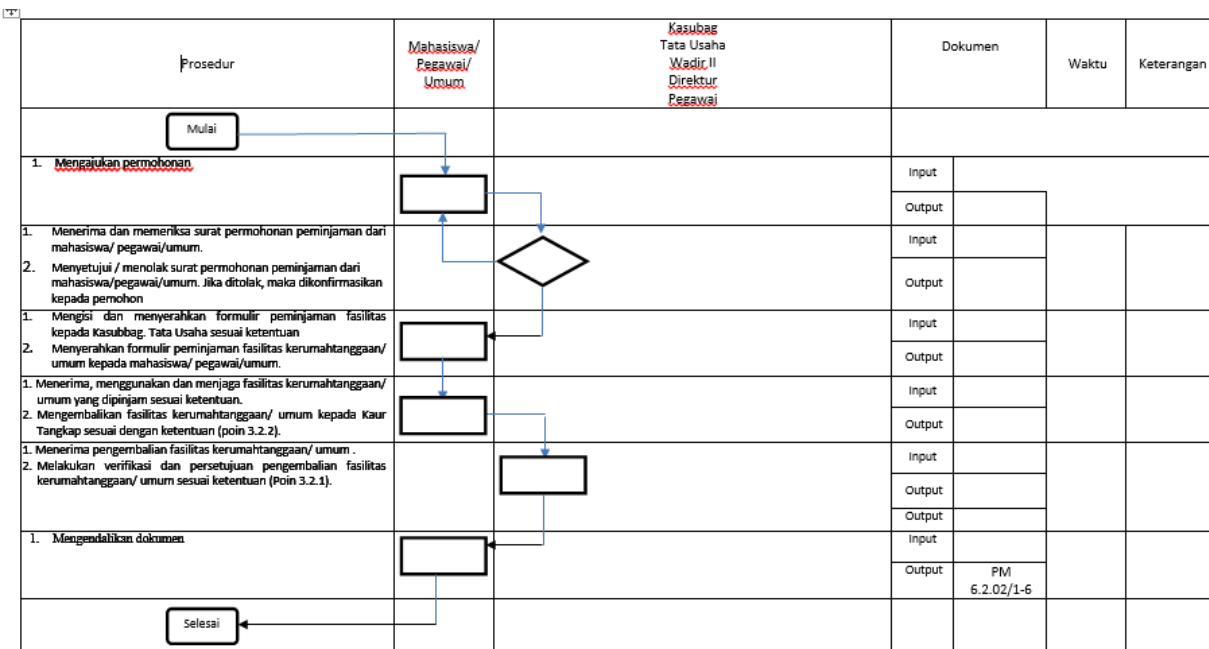 Prosedur
Mahasiswa/
Pegawai/
Umum
Kasubag
Tata Usaha
Wadir II
Direktur
Pegawai
Dokumen
Waktu
Keterangan
Mulai
1. Mengajukan permohonan
Input
Output
1. Menerima dan memeriksa surat permohonan peminjaman dari
mahasiswa/ pegawai/umum.
2. Menyetujui / menolak surat permohonan peminjaman dari
mahasiswa/pegawai/umum. Jika ditolak, maka dikonfirmasikan
kepada pemohon
Input
Output
1. Mengisi dan menyerahkan formulir peminjaman fasilitas
kepada Kasubbag. Tata Usaha sesuai ketentuan
2. Menyerahkan formulir peminjaman fasilitas kerumahtanggaan/
umum kepada mahasiswa/ pegawai/umum.
Input
Output
1. Menerima, menggunakan dan menjaga fasilitas kerumahtanggaan/
umum yang dipinjam sesuai ketentuan.
2. Mengembalikan fasilitas kerumahtanggaan/ umum kepada Kaur
Tangkap sesuai dengan ketentuan (poin 3.2.2).
Input
Output
1. Menerima pengembalian fasilitas kerumahtanggaan/ umum .
2. Melakukan verifikasi dan persetujuan pengembalian fasilitas
kerumahtanggaan/ umum sesuai ketentuan (Poin 3.2.1).
Input
Output
Output
1. Mengendalikan dokumen
Input
Output
PM
6.2.02/1-6
Selesai